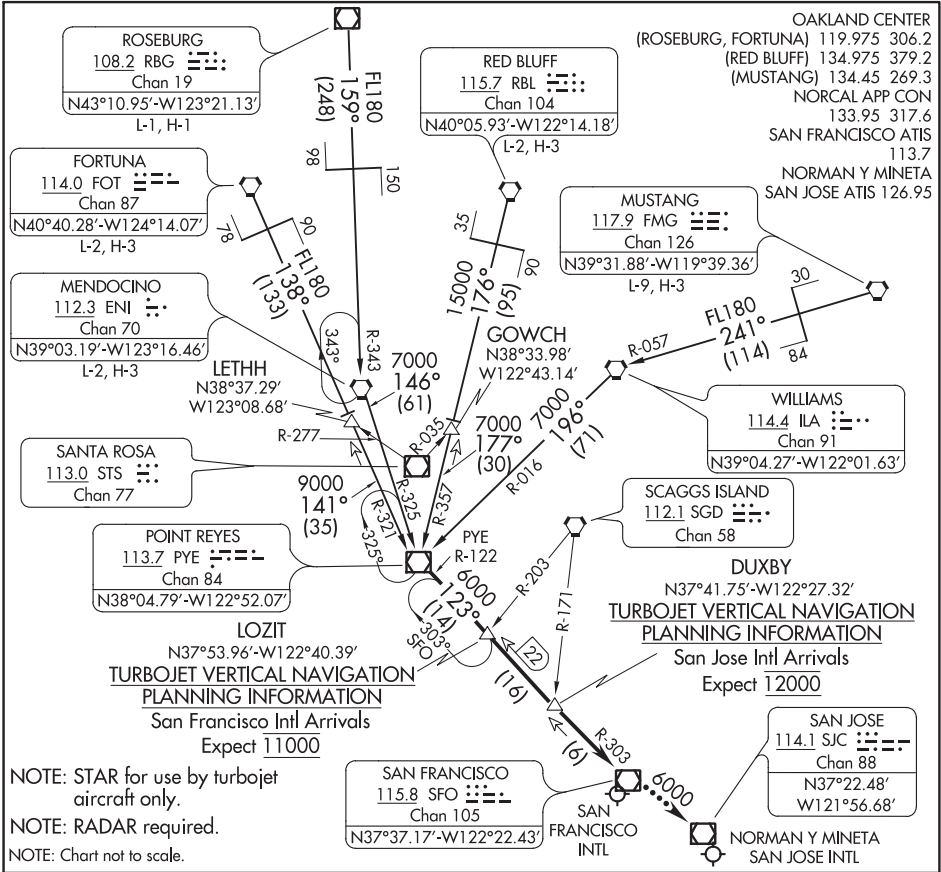 ROSEBURG
108.2 RBG
Chan 19
N43°10.95'-W123°21.13'
L-1, H-1
FL180
159°
(248)
98
150
RED BLUFF
115.7 RBL
Chan 104
N40°05.93'-W122°14.18'
L-2, H-3
OAKLAND CENTER
(ROSEBURG, FORTUNA) 119.975 306.2
(RED BLUFF) 134.975 379.2
(MUSTANG) 134.45 269.3
NORCAL APP CON
133.95 317.6
SAN FRANCISCO ATIS
113.7
NORMAN Y MINETA
SAN JOSE ATIS 126.95
FORTUNA
114.0 FOT
Chan 87
N40°40.28'-W124°14.07'
L-2, H-3
78
90
FL180
138°
(133)
35
90
15000
176°
(95)
MUSTANG
117.9 FMG
Chan 126
N39°31.88'-W119°39.36'
L-9, H-3
30
84
FL180
241°
(114)
R-057
MENDOCINO
112.3 ENI
Chan 70
N39°03.19'-W123°16.46'
L-2, H-3
343°
R-343
7000
146°
(61)
GOWCH
N38°33.98'
W122°43.14'
LETHH
N38°37.29'
W123°08.68'
R-277
R-035
7000
177°
(30)
7000
196°
(71)
R-016
WILLIAMS
114.4 ILA
Chan 91
N39°04.27'-W122°01.63'
SANTA ROSA
113.0 STS
Chan 77
9000
141°
(35)
R-321
R-325
R-357
325°
SCAGGS ISLAND
112.1 SGD
Chan 58
R-203
R-171
POINT REYES
113.7 PYE
Chan 84
N38°04.79'-W122°52.07'
PYE
R-122
6000
123°
(14)
303°
SFO
22
(16)
(6)
R-303
6000
DUXBY
N37°41.75'-W122°27.32'
TURBOJET VERTICAL NAVIGATION
PLANNING INFORMATION
San Jose Intl Arrivals
Expect 12000
LOZIT
N37°53.96'-W122°40.39'
TURBOJET VERTICAL NAVIGATION
PLANNING INFORMATION
San Francisco Intl Arrivals
Expect 11000
SAN JOSE
114.1 SJC
Chan 88
N37°22.48'
W121°56.68'
SAN FRANCISCO
115.8 SFO
Chan 105
N37°37.17'-W122°22.43'
SAN
FRANCISCO
INTL
NORMAN Y MINETA
SAN JOSE INTL
NOTE: STAR for use by turbojet
aircraft only.
NOTE: RADAR required.
NOTE: Chart not to scale.